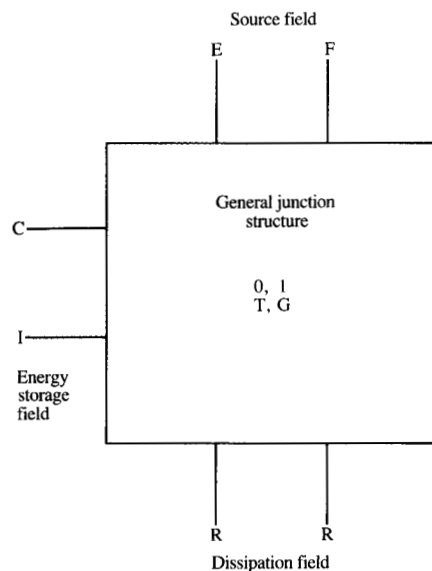 Source field
E F
General junction
structure
C
0, 1
T, G
I
Energy
storage
field
R R
Dissipation field